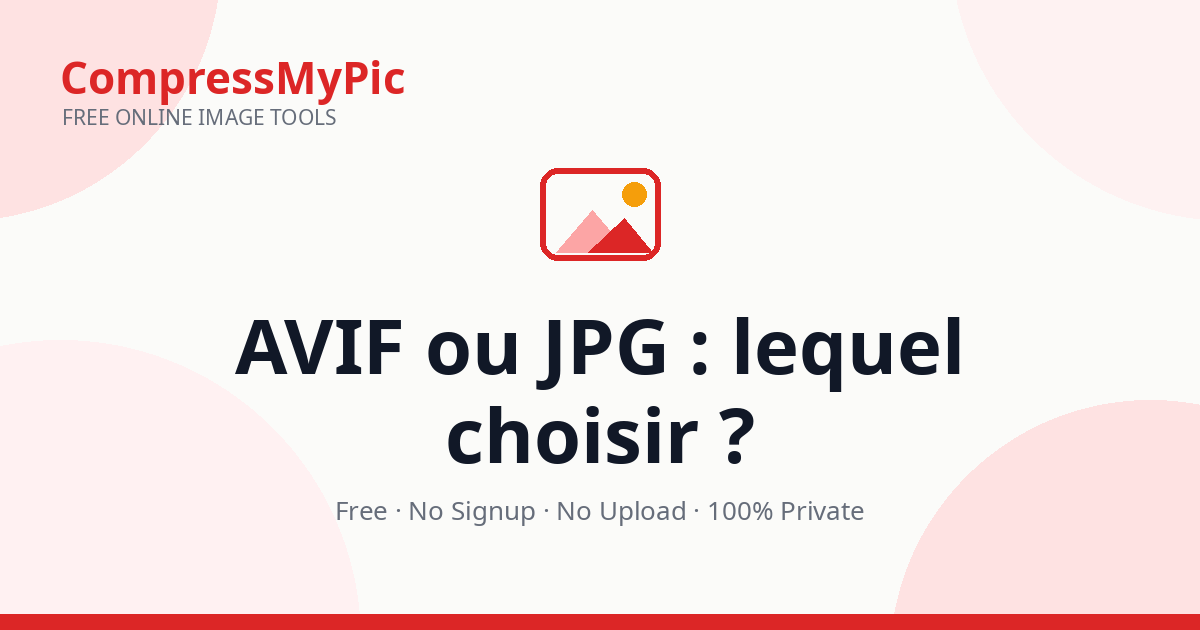 CompressMyPic
FREE ONLINE IMAGE TOOLS
AVIF ou JPG : lequel
choisir ?
Free · No Signup · No Upload · 100% Private